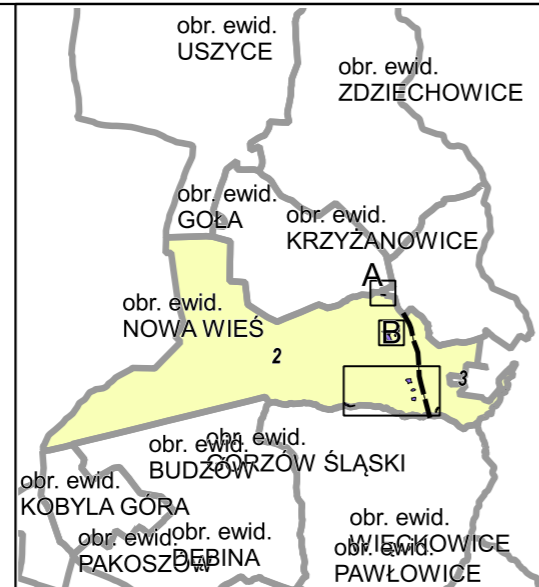 obr. ewid.
USZYCE
obr. ewid.
ZDZIECHOWICE
obr. ewid.
GOŁA
obr. ewid.
KRZYŻANOWICE
A
obr. ewid.
NOWA WIEŚ
B
2
3
obr. ewid.
BUDZÓW
obr. ewid.
GORZÓW ŚLĄSKI
obr. ewid.
KOBYLA GÓRA
obr. ewid.
PAKOSZÓW
obr. ewid.
DĘBINA
obr. ewid.
WIĘCKOWICE
obr. ewid.
PAWŁOWICE